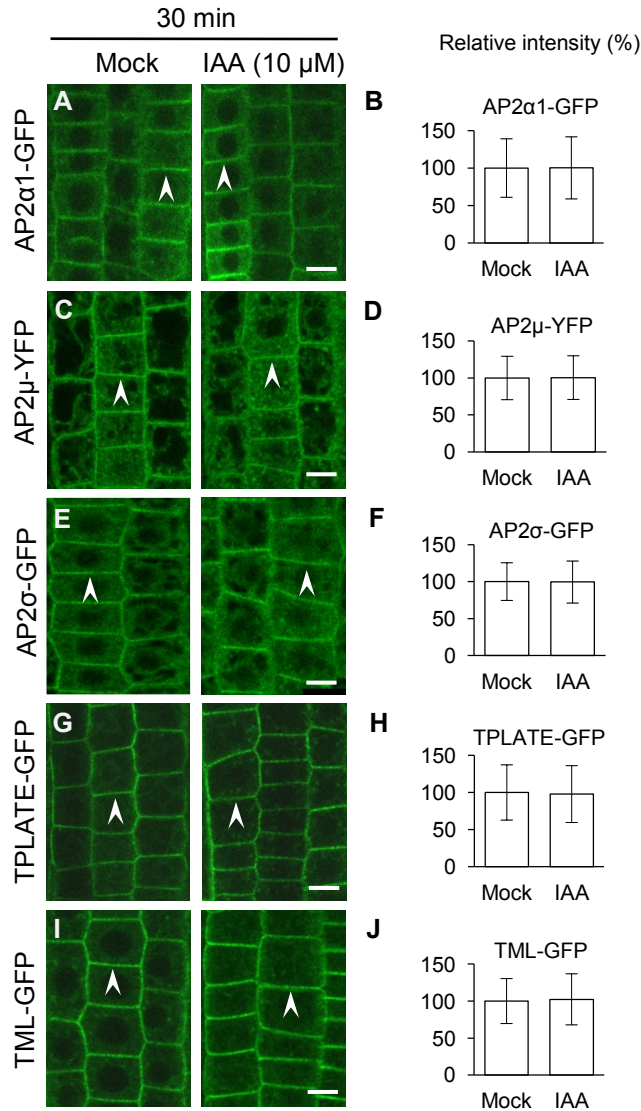 30 min
Mock IAA (10 μM)
Relative intensity (%)
AP2α1-GFP
A
B
AP2α1-GFP
150
100
50
0
Mock IAA
AP2μ-YFP
C
D
AP2μ-YFP
150
100
50
0
Mock IAA
AP2σ-GFP
E
F
AP2σ-GFP
150
100
50
0
Mock IAA
TPLATE-GFP
G
H
TPLATE-GFP
150
100
50
0
Mock IAA
TML-GFP
I
J
TML-GFP
150
100
50
0
Mock IAA